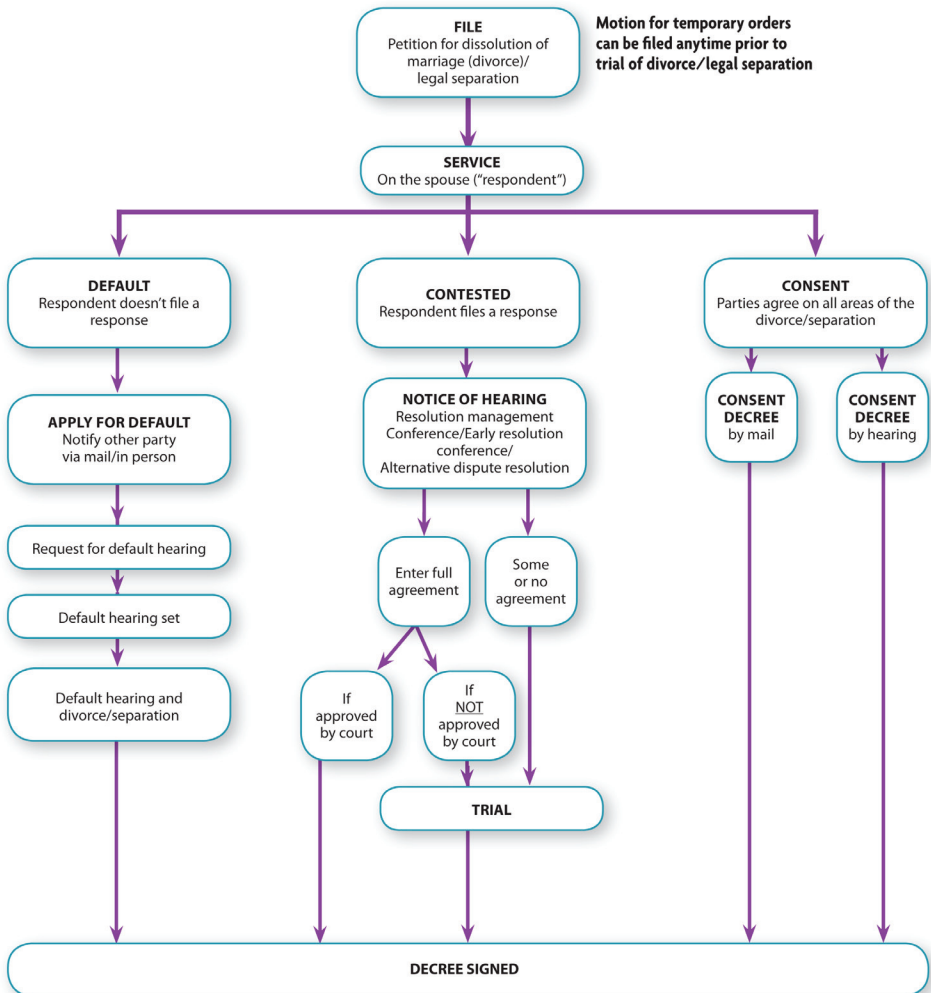 FILE
Petition for dissolution of
marriage (divorce)/
legal separation
Motion for temporary orders
can be filed anytime prior to
trial of divorce/legal separation
SERVICE
On the spouse (“respondent”)
DEFAULT
Respondent doesn’t file a
response
CONTESTED
Respondent files a response
CONSENT
Parties agree on all areas of the
divorce/separation
APPLY FOR DEFAULT
Notify other party
via mail/in person
NOTICE OF HEARING
Resolution management
Conference/Early resolution
conference/
Alternative dispute resolution
CONSENT
DECREE
by mail
CONSENT
DECREE
by hearing
Request for default hearing
Enter full
agreement
Some
or no
agreement
Default hearing set
Default hearing and
divorce/separation
If
approved
by court
If
NOT
approved
by court
TRIAL
DECREE SIGNED